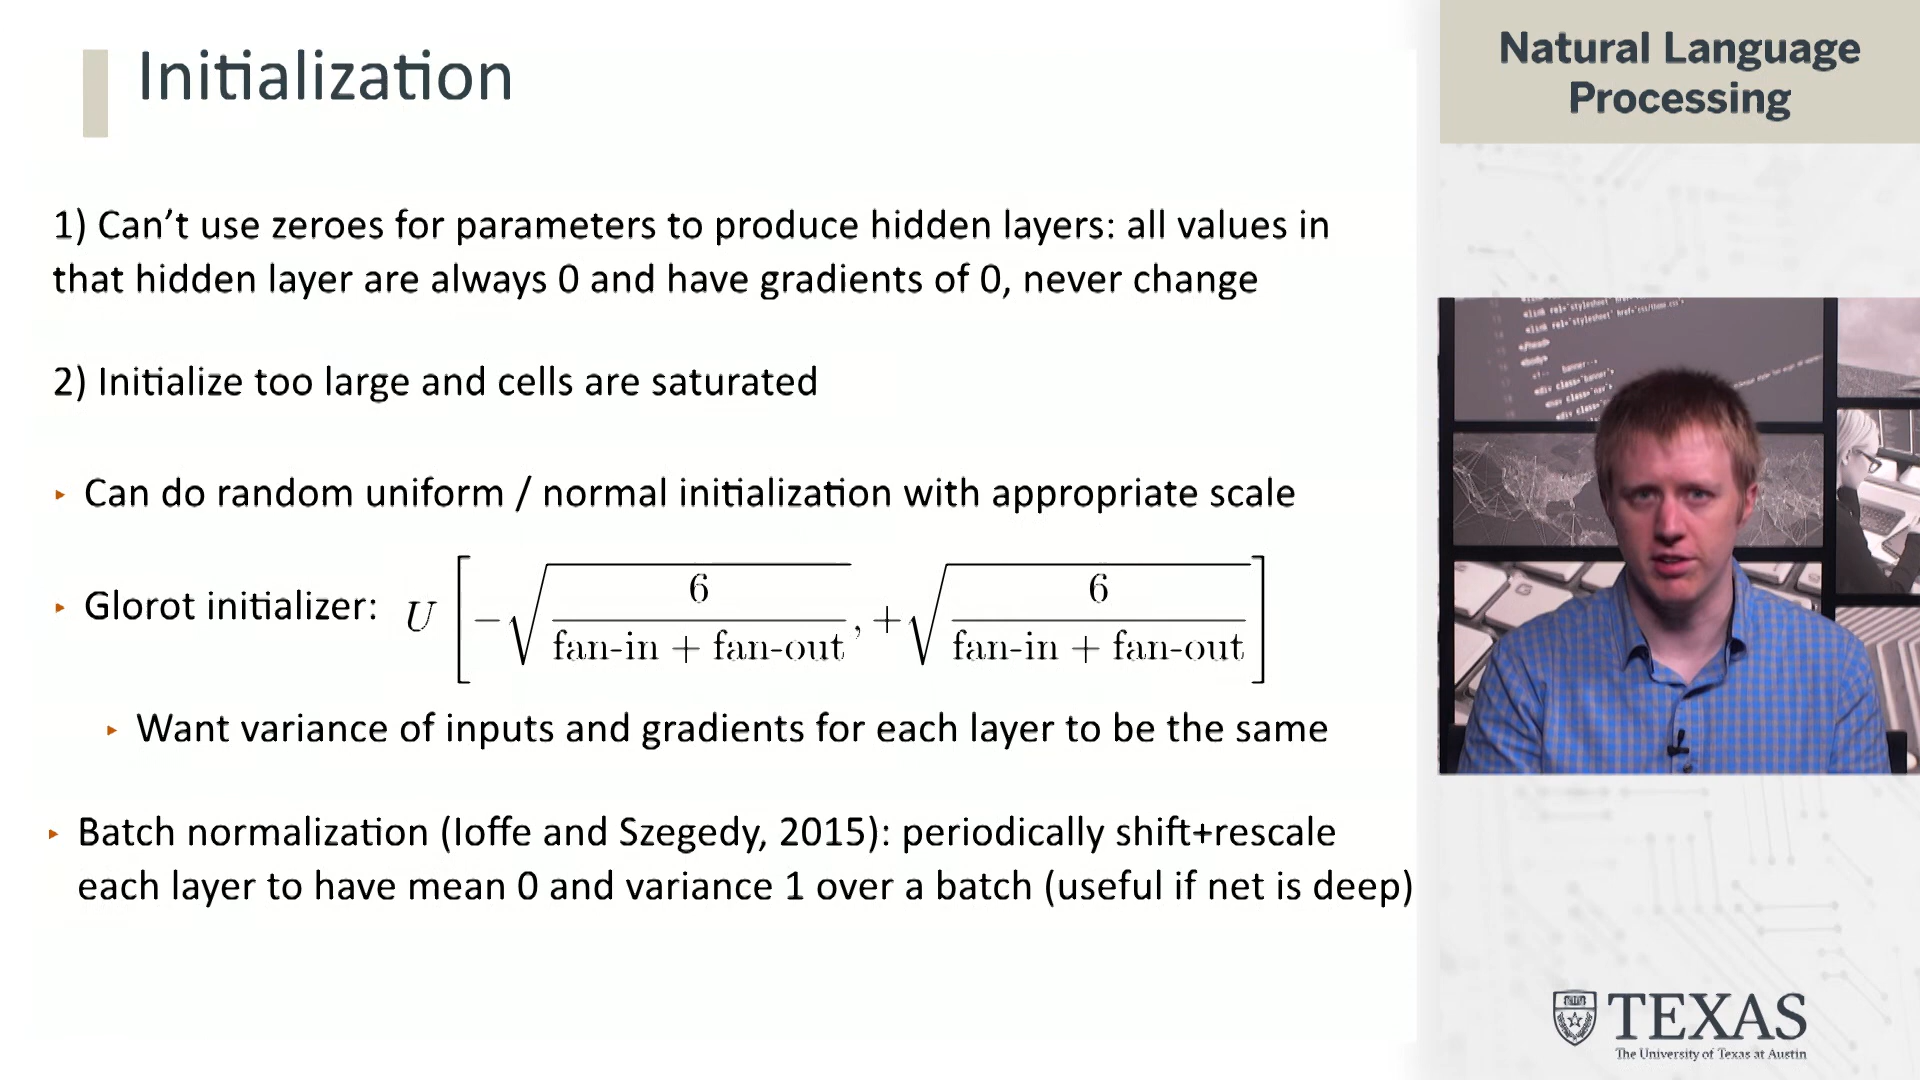 Initialization
1) Can't use zeroes for parameters to produce hidden layers: all values in
that hidden layer are always 0 and have gradients of 0, never change
2) Initialize too large and cells are saturated
‣ Can do random uniform / normal initialization with appropriate scale
‣ Glorot initializer: U [ −√(6 / (fan-in + fan-out)), +√(6 / (fan-in + fan-out)) ]
‣ Want variance of inputs and gradients for each layer to be the same
‣ Batch normalization (Ioffe and Szegedy, 2015): periodically shift+rescale
each layer to have mean 0 and variance 1 over a batch (useful if net is deep)
Natural Language
Processing
TEXAS
The University of Texas at Austin